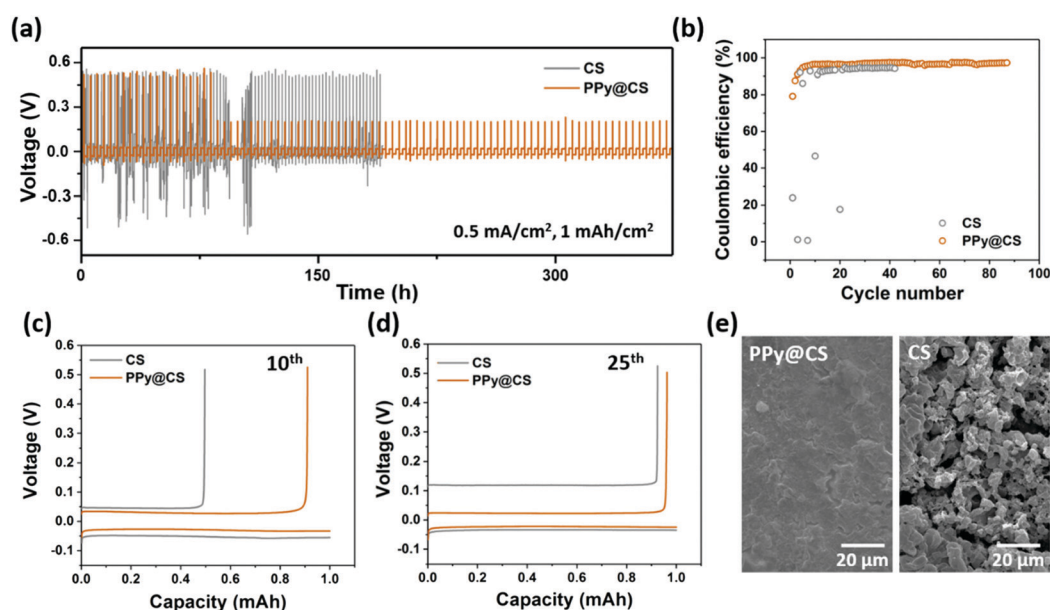 (a)
Voltage (V)
0.6
0.3
0.0
-0.3
-0.6
CS
PPy@CS
0.5 mA/cm², 1 mAh/cm²
0
150
300
Time (h)
(b)
Coulombic efficiency (%)
100
80
60
40
20
0
CS
PPy@CS
0
20
40
60
80
100
Cycle number
(c)
Voltage (V)
0.6
0.5
0.4
0.3
0.2
0.1
0.0
-0.1
CS
PPy@CS
10th
0.0
0.2
0.4
0.6
0.8
1.0
Capacity (mAh)
(d)
Voltage (V)
0.6
0.5
0.4
0.3
0.2
0.1
0.0
-0.1
CS
PPy@CS
25th
0.0
0.2
0.4
0.6
0.8
1.0
Capacity (mAh)
(e)
PPy@CS
20 μm
CS
20 μm